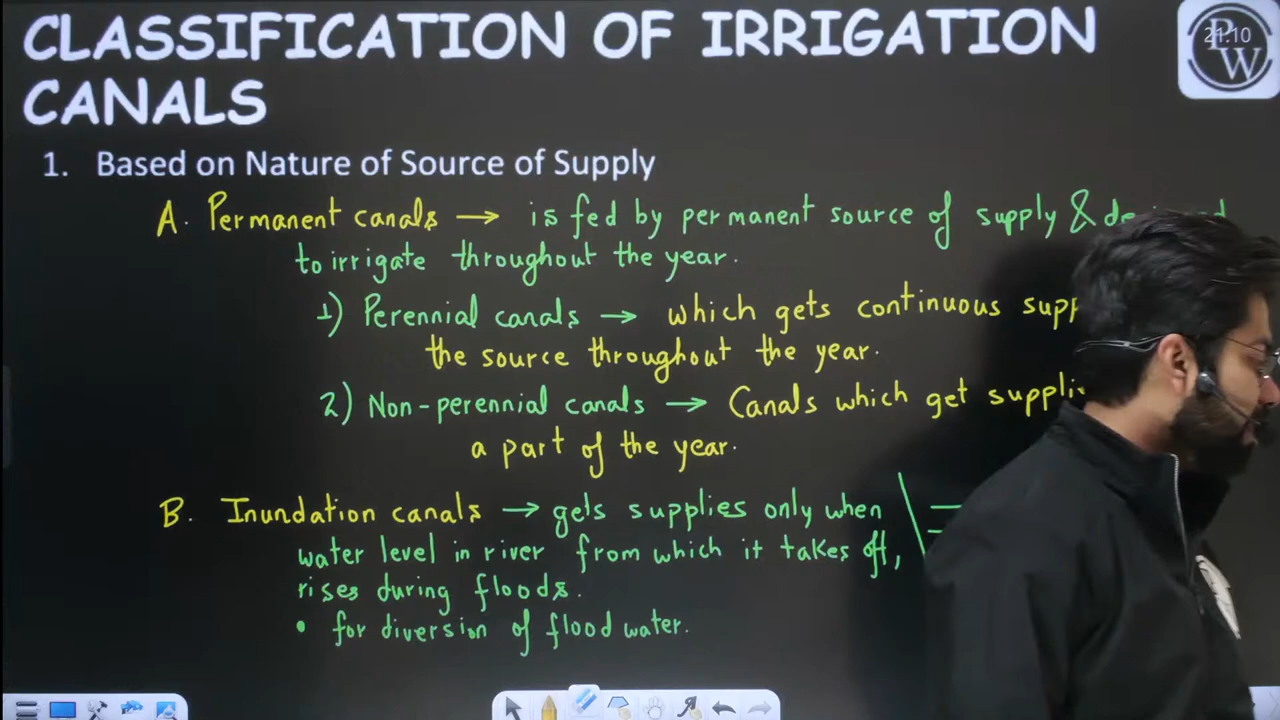 CLASSIFICATION OF IRRIGATION
CANALS
21:10
PW
1. Based on Nature of Source of Supply
A. Permanent canals → is fed by permanent source of supply &
to irrigate throughout the year.
1) Perennial canals → which gets continuous
the source throughout the year.
2) Non-perennial canals → Canals which get
a part of the year.
B. Inundation canals → gets supplies only when
water level in river from which it takes off,
rises during floods.
• for diversion of flood water.